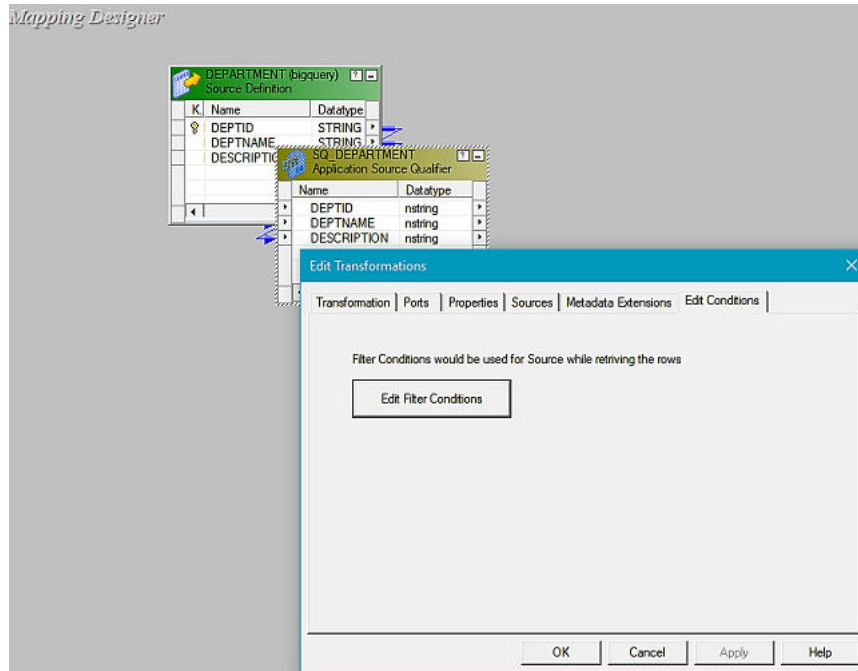 Mapping Designer
DEPARTMENT (bigquery)
Source Definition
K Name Datatype
DEPTID STRING
DEPTNAME STRING
DESCRIPTIO
SQ_DEPARTMENT
Application Source Qualifier
Name Datatype
DEPTID nstring
DEPTNAME nstring
DESCRIPTION nstring
Edit Transformations
Transformation Ports Properties Sources Metadata Extensions Edit Conditions
Filter Conditions would be used for Source while retriving the rows
Edit Filter Conditions
OK Cancel Apply Help